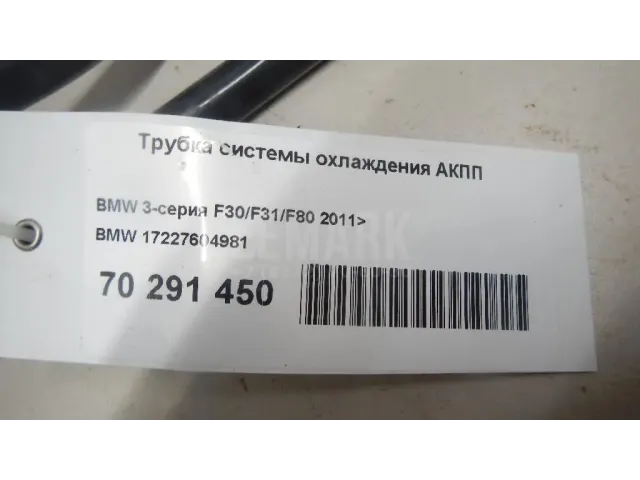 Трубка системы охлаждения АКПП
BMW 3-серия F30/F31/F80 2011>
BMW 17227604981
70 291 450